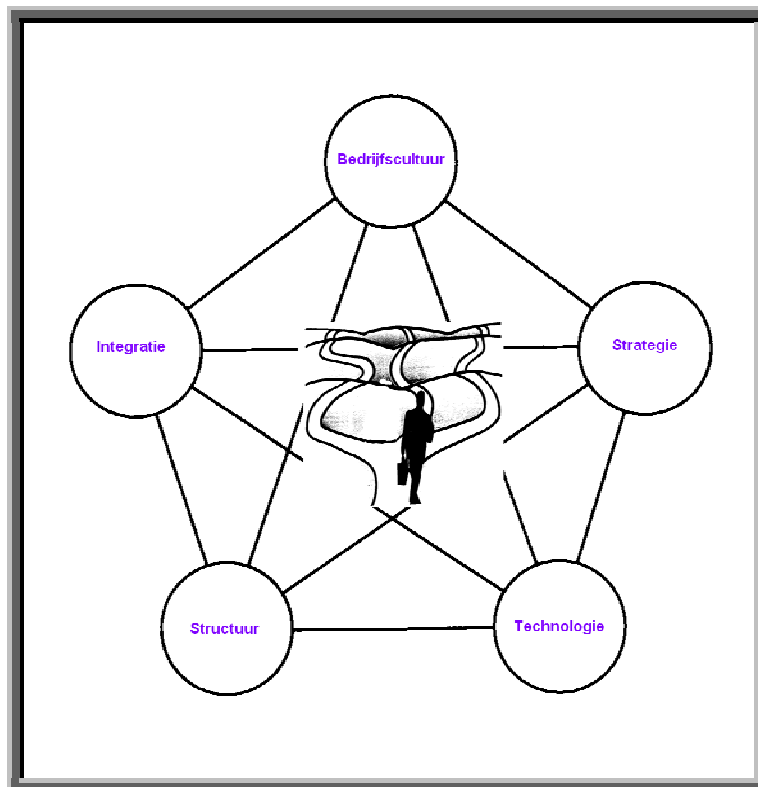 Bedrijfscultuur
Integratie
Strategie
Structuur
Technologie